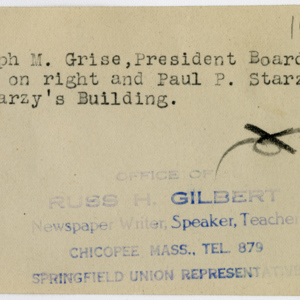 ph M. Grise,President Board
on right and Paul P. Starz
arzy's Building.
OFFICE OF
RUSS H. GILBERT
Newspaper Writer, Speaker, Teacher
CHICOPEE MASS., TEL. 879
SPRINGFIELD UNION REPRESENTATIVE